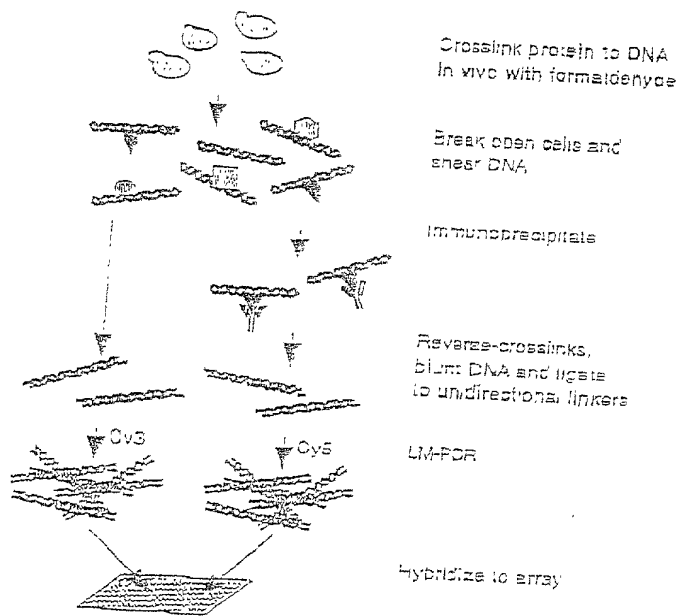 Crosslink protein to DNA
in vivo with formaldehyde
Break open cells and
shear DNA
Immunoprecipitate
Reverse-crosslinks,
blunt DNA and ligate
to unidirectional linkers
Cy3
Cy5
LM-PCR
Hybridize to array